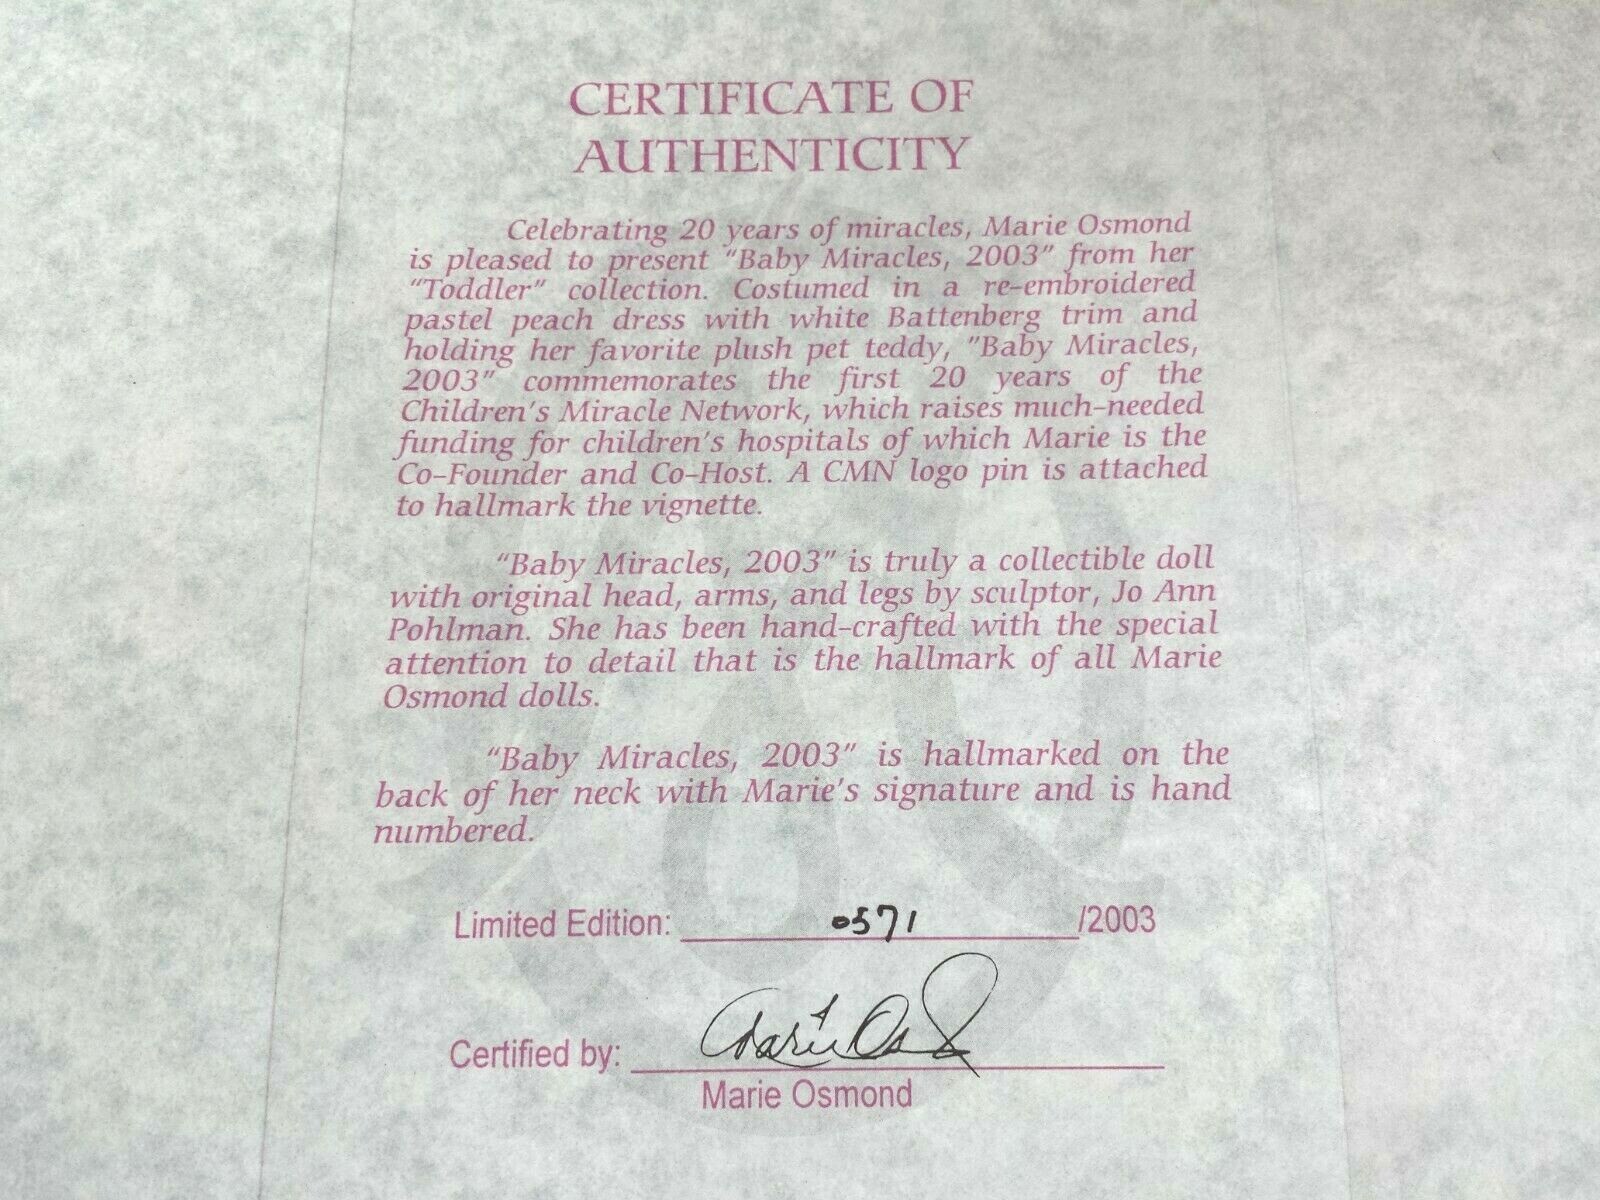 CERTIFICATE OF
AUTHENTICITY
Celebrating 20 years of miracles, Marie Osmond
is pleased to present "Baby Miracles, 2003" from her
"Toddler" collection. Costumed in a re-embroidered
pastel peach dress with white Battenberg trim and
holding her favorite plush pet teddy, "Baby Miracles,
2003" commemorates the first 20 years of the
Children's Miracle Network, which raises much-needed
funding for children's hospitals of which Marie is the
Co-Founder and Co-Host. A CMN logo pin is attached
to hallmark the vignette.
"Baby Miracles, 2003" is truly a collectible doll
with original head, arms, and legs by sculptor, Jo Ann
Pohlman. She has been hand-crafted with the special
attention to detail that is the hallmark of all Marie
Osmond dolls.
"Baby Miracles, 2003" is hallmarked on the
back of her neck with Marie's signature and is hand
numbered.
Limited Edition: 0571 /2003
Certified by: Marie Osmond
Marie Osmond